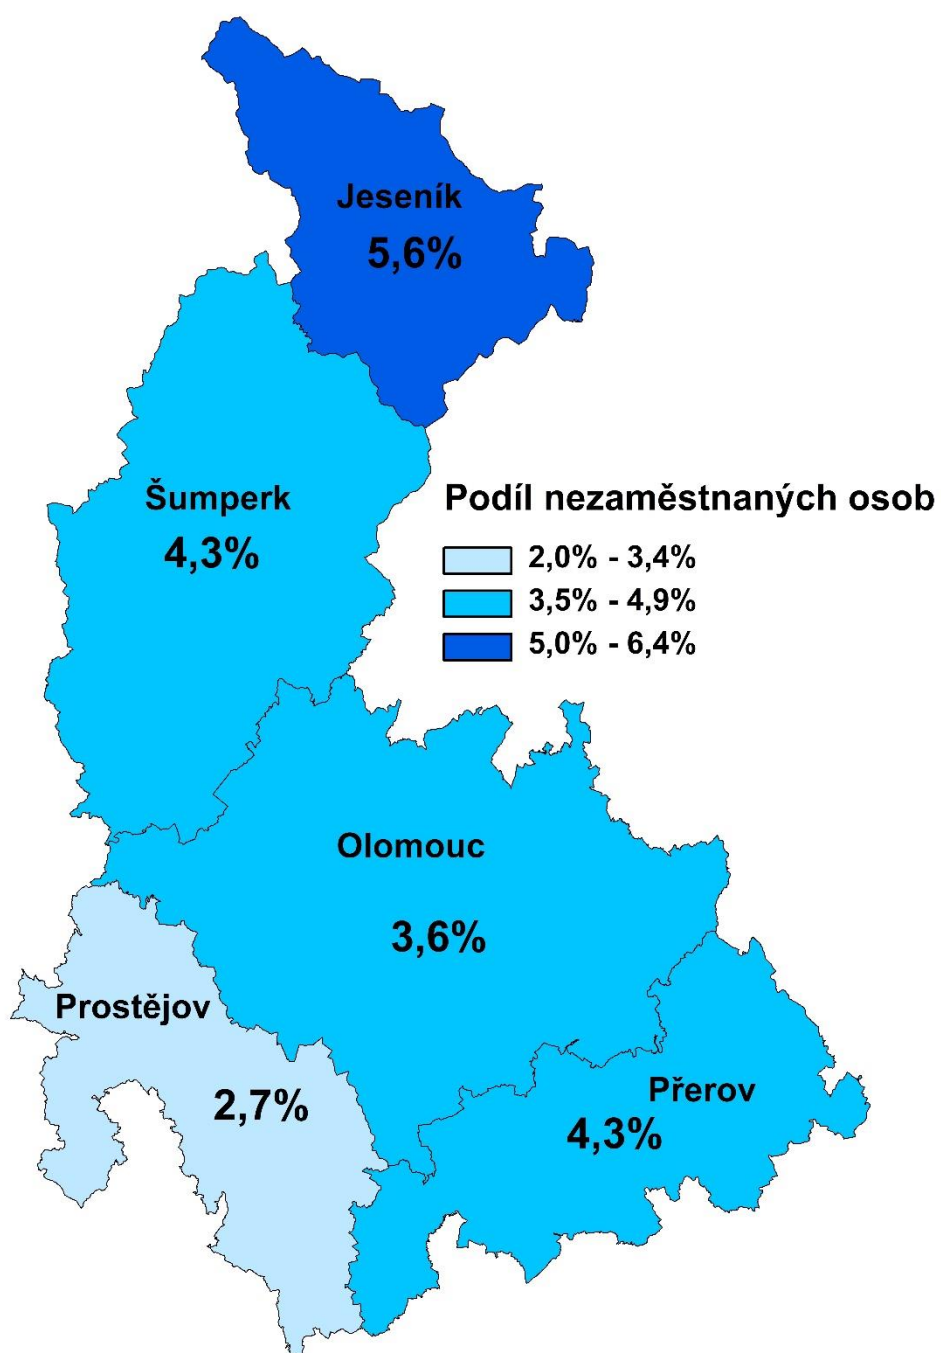 Jeseník
5,6%
Šumperk
4,3%
Podíl nezaměstnaných osob
2,0% - 3,4%
3,5% - 4,9%
5,0% - 6,4%
Olomouc
3,6%
Prostějov
2,7%
Přerov
4,3%